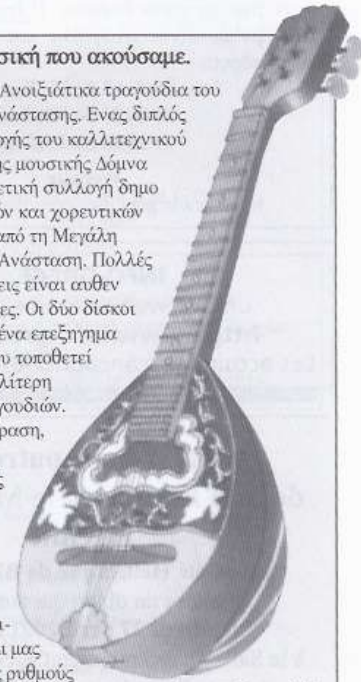 σική που ακούσαμε.
Ανοιξιάτικα τραγούδια του
νάστασης. Ενας διπλός
ογής του καλλιτεχνικού
ης μουσικής Δόμνα
ετική συλλογή δημο
ών και χορευτικών
από τη Μεγάλη
Ανάσταση. Πολλές
εις είναι αυθεν
ες. Οι δύο δίσκοι
ένα επεξηγημα
υ τοποθετεί
λίτερη
γουδιών.
ραση,
ς
ι-
ι μας
ς ρυθμούς